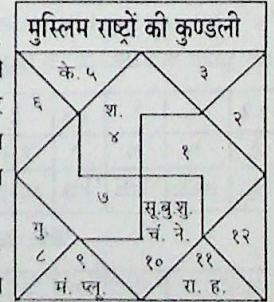 मुस्लिम राष्ट्रों की कुण्डली
के. ५
३
६
श.
४
२
१
७
सू.बु.शु.
चं. ने.
गु.
८
९
मं. प्लू.
१०
११
रा. ह.
१२